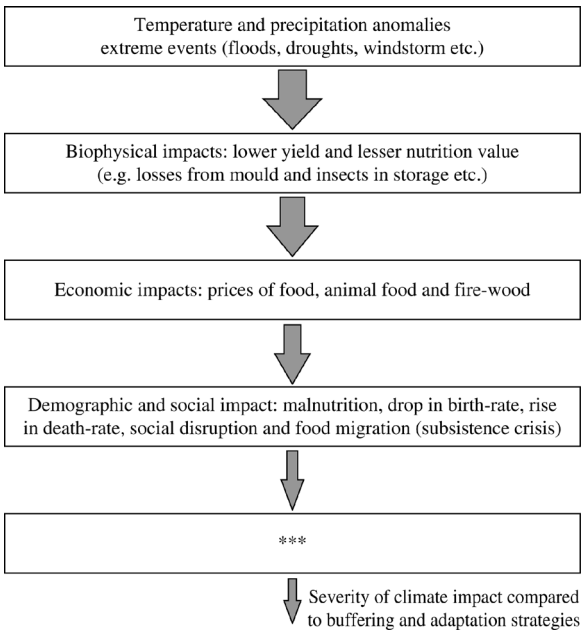 Temperature and precipitation anomalies
extreme events (floods, droughts, windstorm etc.)
Biophysical impacts: lower yield and lesser nutrition value
(e.g. losses from mould and insects in storage etc.)
Economic impacts: prices of food, animal food and fire-wood
Demographic and social impact: malnutrition, drop in birth-rate, rise
in death-rate, social disruption and food migration (subsistence crisis)
***
Severity of climate impact compared
to buffering and adaptation strategies